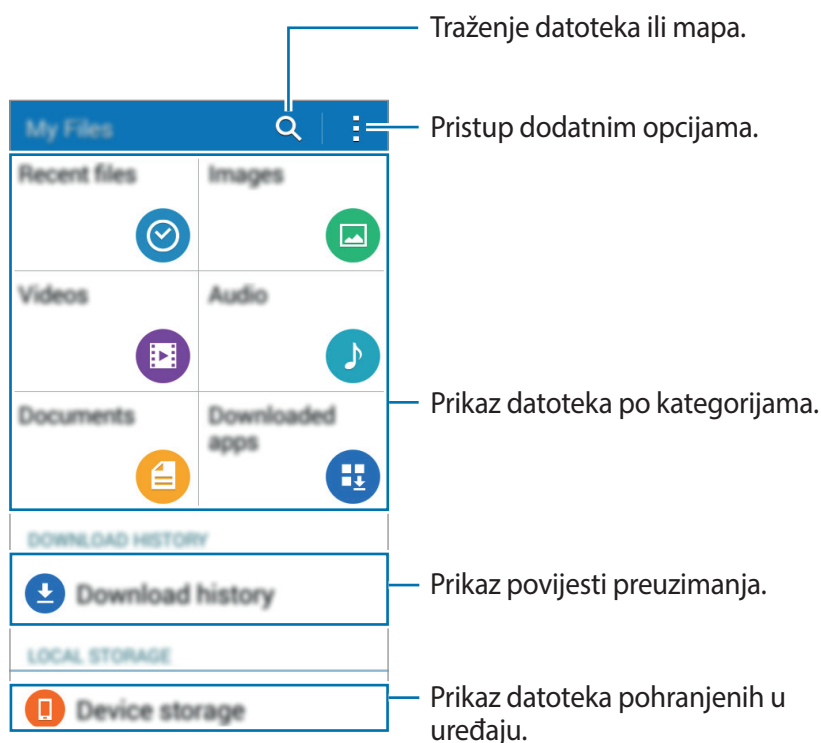 Traženje datoteka ili mapa.
My Files
Pristup dodatnim opcijama.
Recent files
Images
Videos
Audio
Prikaz datoteka po kategorijama.
Documents
Downloaded
apps
DOWNLOAD HISTORY
Download history
Prikaz povijesti preuzimanja.
LOCAL STORAGE
Device storage
Prikaz datoteka pohranjenih u
uređaju.